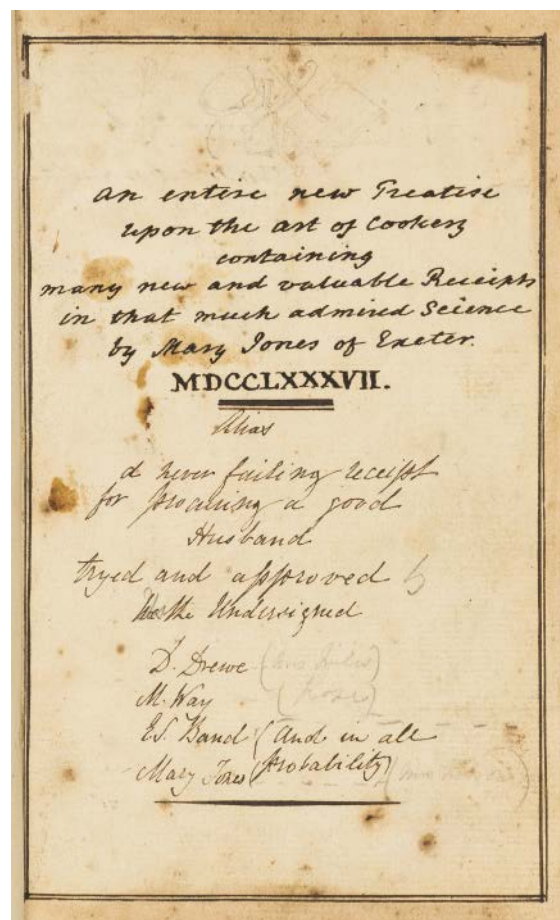 an entire new Treatise
upon the art of Cookery
containing
many new and valuable Receipts
in that much admired Science
by Mary Jones of Exeter.
MDCCLXXXVII.
Alias
a never failing receipt
for procuring a good
Husband
tryed and approved by
the Undersigned
D. Drewe
M. Way
E.S. Band (And in all
Mary Jones (probability)